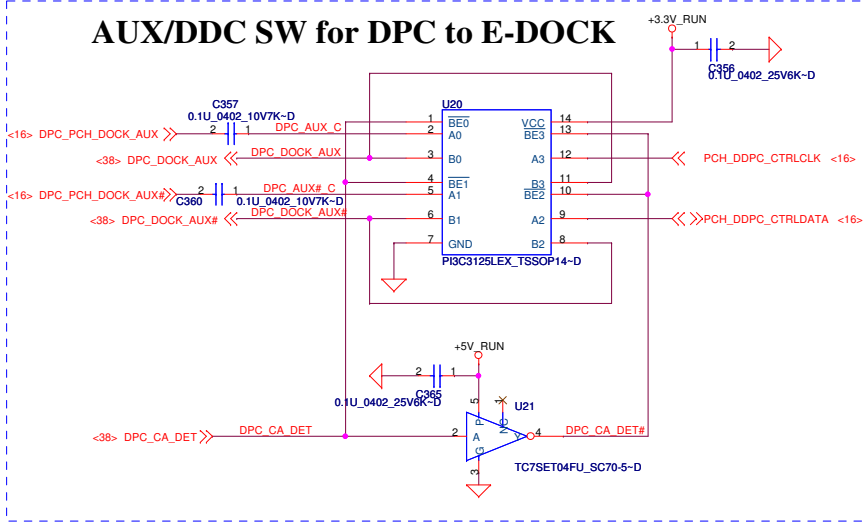 AUX/DDC SW for DPC to E-DOCK
+3.3V_RUN
1
2
C356
0.1U_0402_25V6K~D
C357
0.1U_0402_10V7K~D
U20
<16> DPC_PCH_DOCK_AUX
2
1
DPC_AUX_C
1
BE0
VCC
14
2
A0
BE3
13
<38> DPC_DOCK_AUX
DPC_DOCK_AUX
3
B0
A3
12
PCH_DDPC_CTRLCLK <16>
4
BE1
B3
11
<16> DPC_PCH_DOCK_AUX#
2
1
DPC_AUX#_C
5
A1
BE2
10
C360
0.1U_0402_10V7K~D
<38> DPC_DOCK_AUX#
DPC_DOCK_AUX#
6
B1
A2
9
PCH_DDPC_CTRLDATA <16>
7
GND
B2
8
PI3C3125LEX_TSSOP14~D
+5V_RUN
2
1
C365
0.1U_0402_25V6K~D
5
P
1
NC
U21
<38> DPC_CA_DET
DPC_CA_DET
2
A
Y
4
DPC_CA_DET#
G
3
TC7SET04FU_SC70-5~D